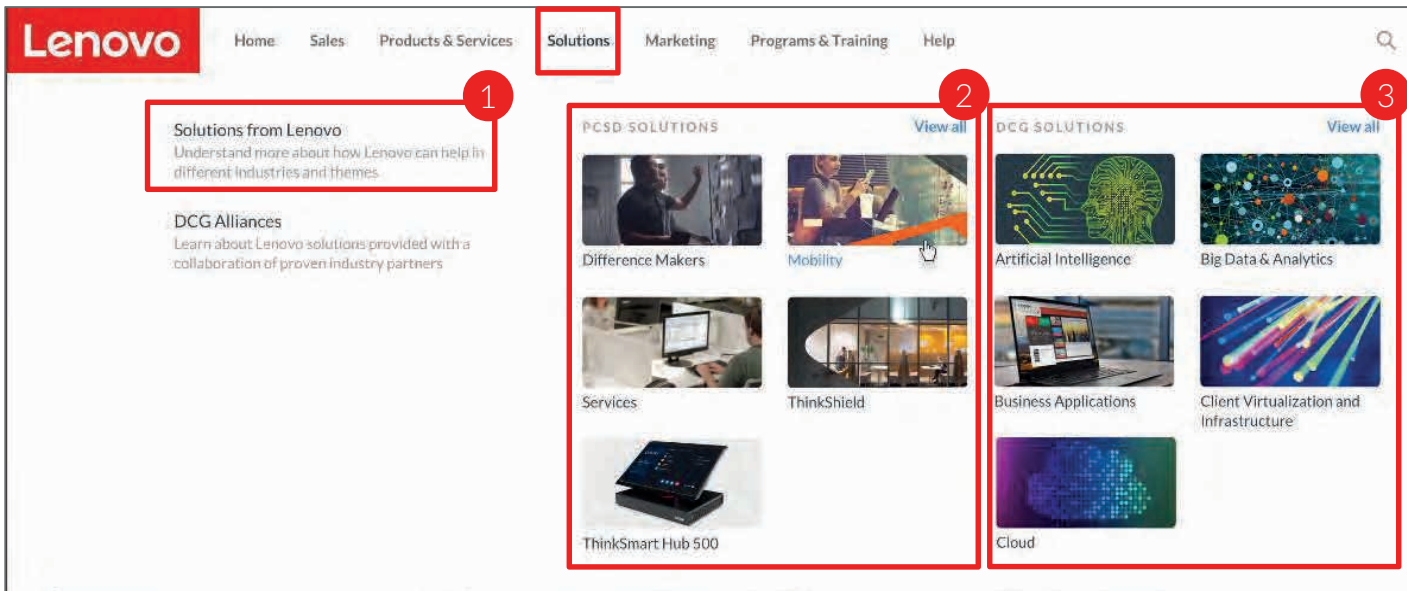 Lenovo
Home Sales Products & Services Solutions Marketing Programs & Training Help
1
Solutions from Lenovo
Understand more about how Lenovo can help in
different industries and themes
DCG Alliances
Learn about Lenovo solutions provided with a
collaboration of proven industry partners
2
PCSD SOLUTIONS View all
Difference Makers Mobility
Services ThinkShield
ThinkSmart Hub 500
3
DCG SOLUTIONS View all
Artificial Intelligence Big Data & Analytics
Business Applications Client Virtualization and
Infrastructure
Cloud